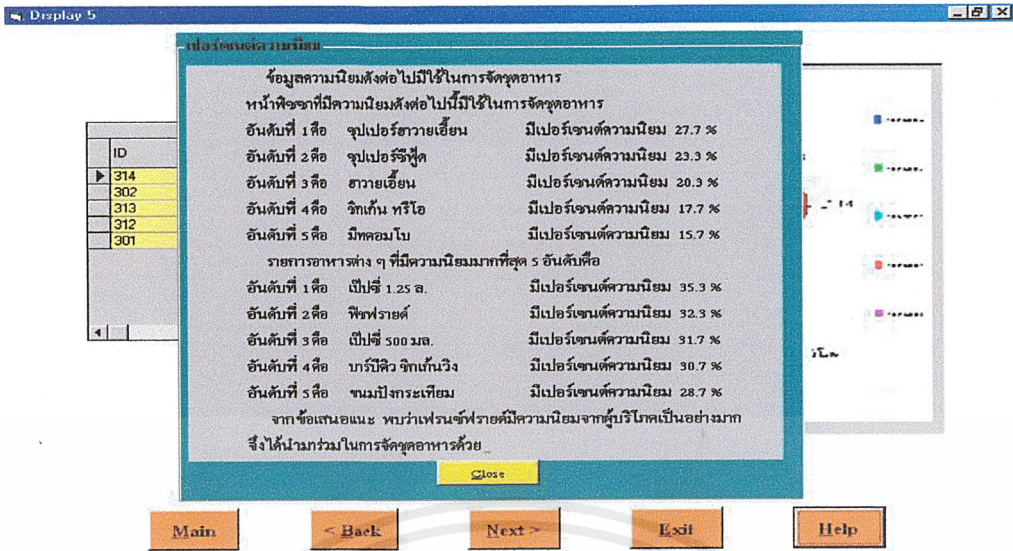 Display 5
เปอร์เซนต์ความนิยม
ข้อมูลความนิยมดังต่อไปมีใช้ในการจัดชุดอาหาร
หน้าพิซซาที่มีความนิยมดังต่อไปนี้มีใช้ในการจัดชุดอาหาร
อันดับที่ 1 คือ ซุปเปอร์ฮาวายเอี้ยน มีเปอร์เซนต์ความนิยม 27.7 %
อันดับที่ 2 คือ ซุปเปอร์ซีฟู้ด มีเปอร์เซนต์ความนิยม 23.3 %
อันดับที่ 3 คือ ฮาวายเอี้ยน มีเปอร์เซนต์ความนิยม 20.3 %
อันดับที่ 4 คือ ชิกเก้น ทรีโอ มีเปอร์เซนต์ความนิยม 17.7 %
อันดับที่ 5 คือ มีทคอมโบ มีเปอร์เซนต์ความนิยม 15.7 %
รายการอาหารต่าง ๆ ที่มีความนิยมมากที่สุด 5 อันดับคือ
อันดับที่ 1 คือ เป๊ปซี่ 1.25 ล. มีเปอร์เซนต์ความนิยม 35.3 %
อันดับที่ 2 คือ ฟิชฟรายด์ มีเปอร์เซนต์ความนิยม 32.3 %
อันดับที่ 3 คือ เป๊ปซี่ 500 มล. มีเปอร์เซนต์ความนิยม 31.7 %
อันดับที่ 4 คือ บาร์บีคิว ชิกเก้นวิง มีเปอร์เซนต์ความนิยม 30.7 %
อันดับที่ 5 คือ ขนมปังกระเทียม มีเปอร์เซนต์ความนิยม 28.7 %
จากข้อเสนอแนะ พบว่าเฟรนช์ฟรายด์มีความนิยมจากผู้บริโภคเป็นอย่างมาก
จึงได้นำมาร่วมในการจัดชุดอาหารด้วย
Close
ID
314
302
313
312
301
Main
< Back
Next >
Exit
Help